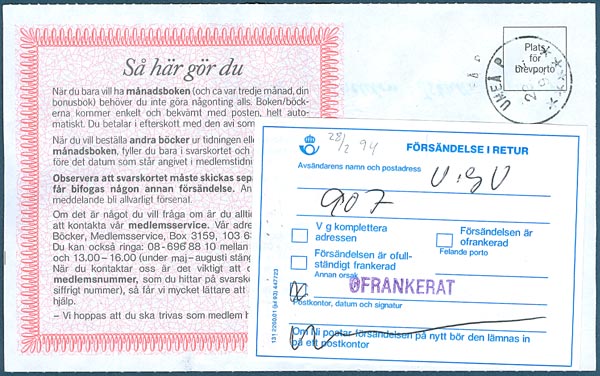 Så här gör du
När du bara vill ha månadsboken (och ca var tredje månad, din
bonusbok) behöver du inte göra någonting alls. Boken/böck-
erna kommer enkelt och bekvämt med posten, helt auto-
matiskt. Du betalar i efterskott med den avi som
När du vill beställa andra böcker ur tidningen elle
månadsboken, fyller du bara i svarskortet och
före det datum som står angivet i medlemstidni
Observera att svarskortet måste skickas sep
får bifogas någon annan försändelse. An
meddelande bli allvarligt försenat.
Om det är något du vill fråga om är du allti
att kontakta vår medlemsservice. Vår adre
Böcker, Medlemsservice, Box 3159, 103 6
Du kan också ringa: 08-696 88 10 mellan
och 13.00–16.00 (under maj–augusti stäng
När du kontaktar oss är det viktigt att d
medlemsnummer, som du hittar på svarsko
siffrigt nummer), så får vi mycket lättare att
hjälp.
– Vi hoppas att du ska trivas som medlem h
Plats
för
brevporto
UMEÅ P
28/2 94
FÖRSÄNDELSE I RETUR
Avsändarens namn och postadress
907
V g komplettera
adressen
Försändelsen är
ofrankerad
Felande porto
Försändelsen är ofull-
ständigt frankerad
Annan orsak
OFRANKERAT
Postkontor, datum och signatur
Om Ni postar försändelsen på nytt bör den lämnas in
på ett postkontor
131 2200.01 (jul 93) 447723